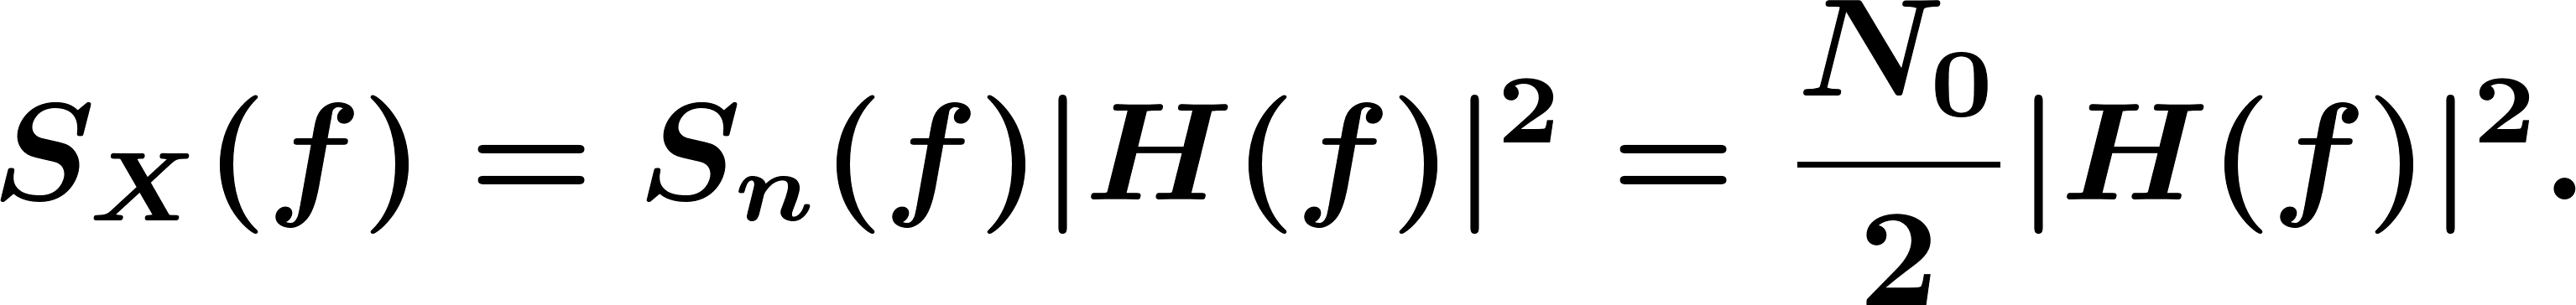 $S_X(f) = S_n(f)|H(f)|^2 = \frac{N_0}{2}|H(f)|^2.$